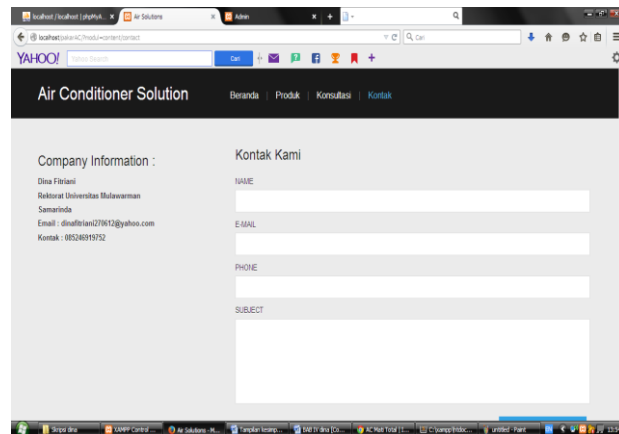 localhost / localhost | phpMyA...
Air Solutions
Admin
localhost/pakarAC/?modul=content/contact
Cari
YAHOO!
Yahoo Search
Cari
Air Conditioner Solution
Beranda | Produk | Konsultasi | Kontak
Company Information :
Dina Fitriani
Rektorat Universitas Mulawarman
Samarinda
Email : dinafitriani270612@yahoo.com
Kontak : 085246919752
Kontak Kami
NAME
E-MAIL
PHONE
SUBJECT
Skripsi dina
XAMPP Control ...
Air Solutions - M...
Tampilan kesimp...
BAB IV dina [Co...
AC Mati Total | I...
C:\xampp\htdoc...
untitled - Paint